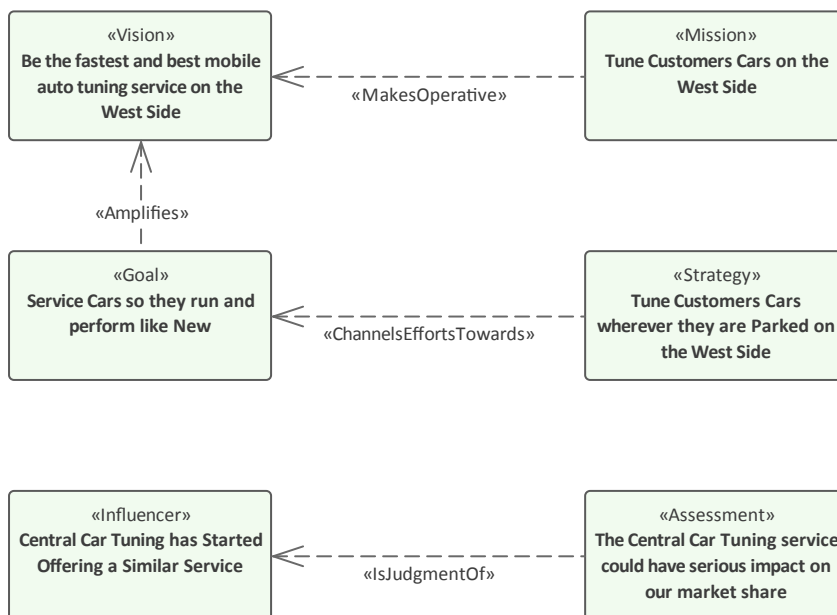 «Vision»
Be the fastest and best mobile
auto tuning service on the
West Side
«Mission»
Tune Customers Cars on the
West Side
«MakesOperative»
«Amplifies»
«Goal»
Service Cars so they run and
perform like New
«Strategy»
Tune Customers Cars
wherever they are Parked on
the West Side
«ChannelsEffortsTowards»
«Influencer»
Central Car Tuning has Started
Offering a Similar Service
«Assessment»
The Central Car Tuning service
could have serious impact on
our market share
«IsJudgmentOf»